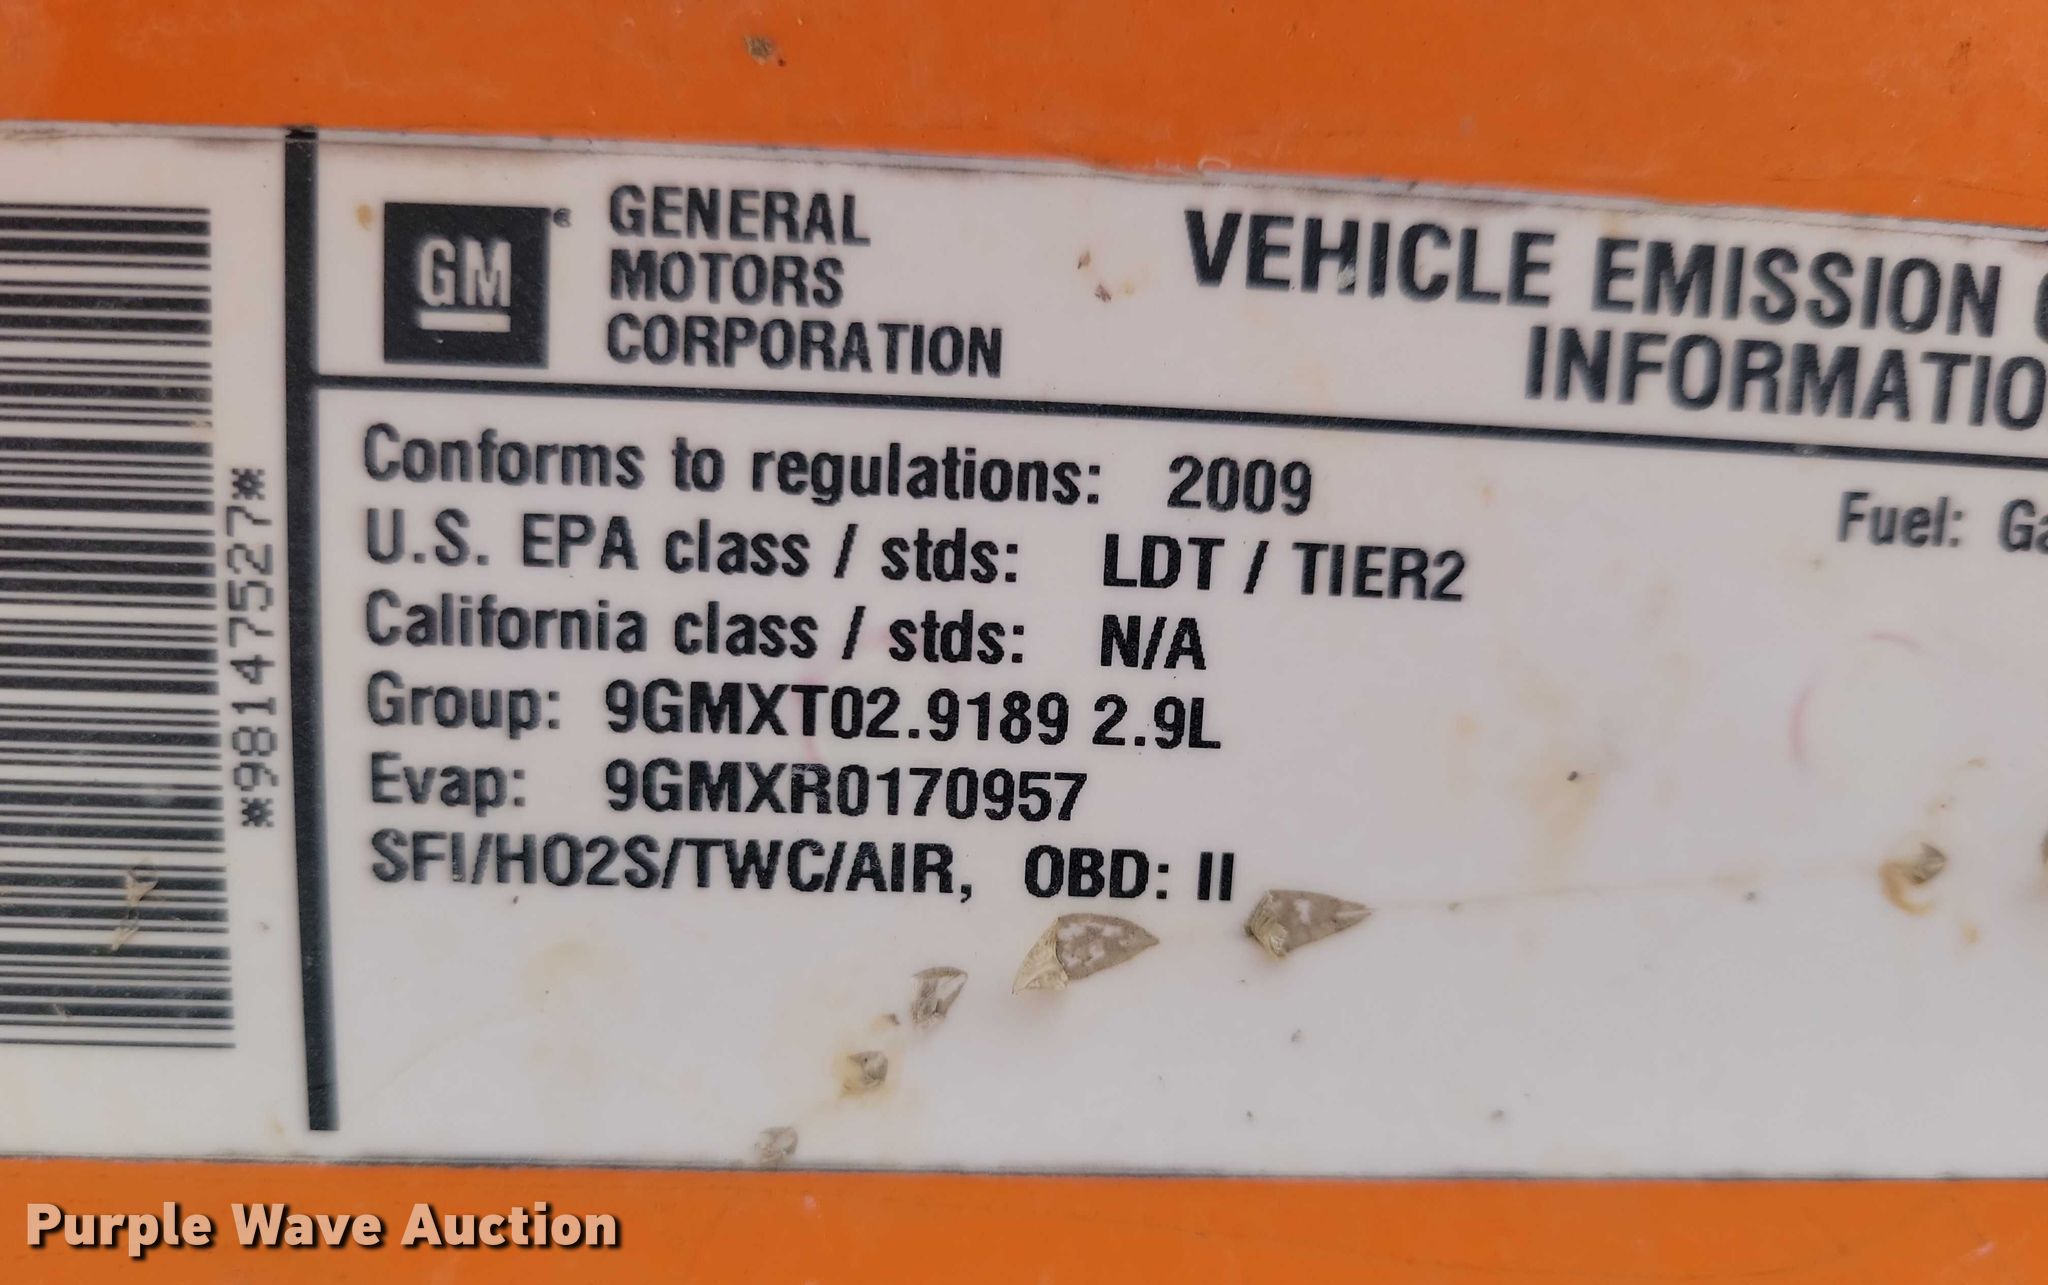 *98147527*
GM
GENERAL
MOTORS
CORPORATION
VEHICLE EMISSION
INFORMATIO
Conforms to regulations: 2009
Fuel: Ga
U.S. EPA class / stds: LDT / TIER2
California class / stds: N/A
Group: 9GMXT02.9189 2.9L
Evap: 9GMXR0170957
SFI/HO2S/TWC/AIR, OBD: II
Purple Wave Auction